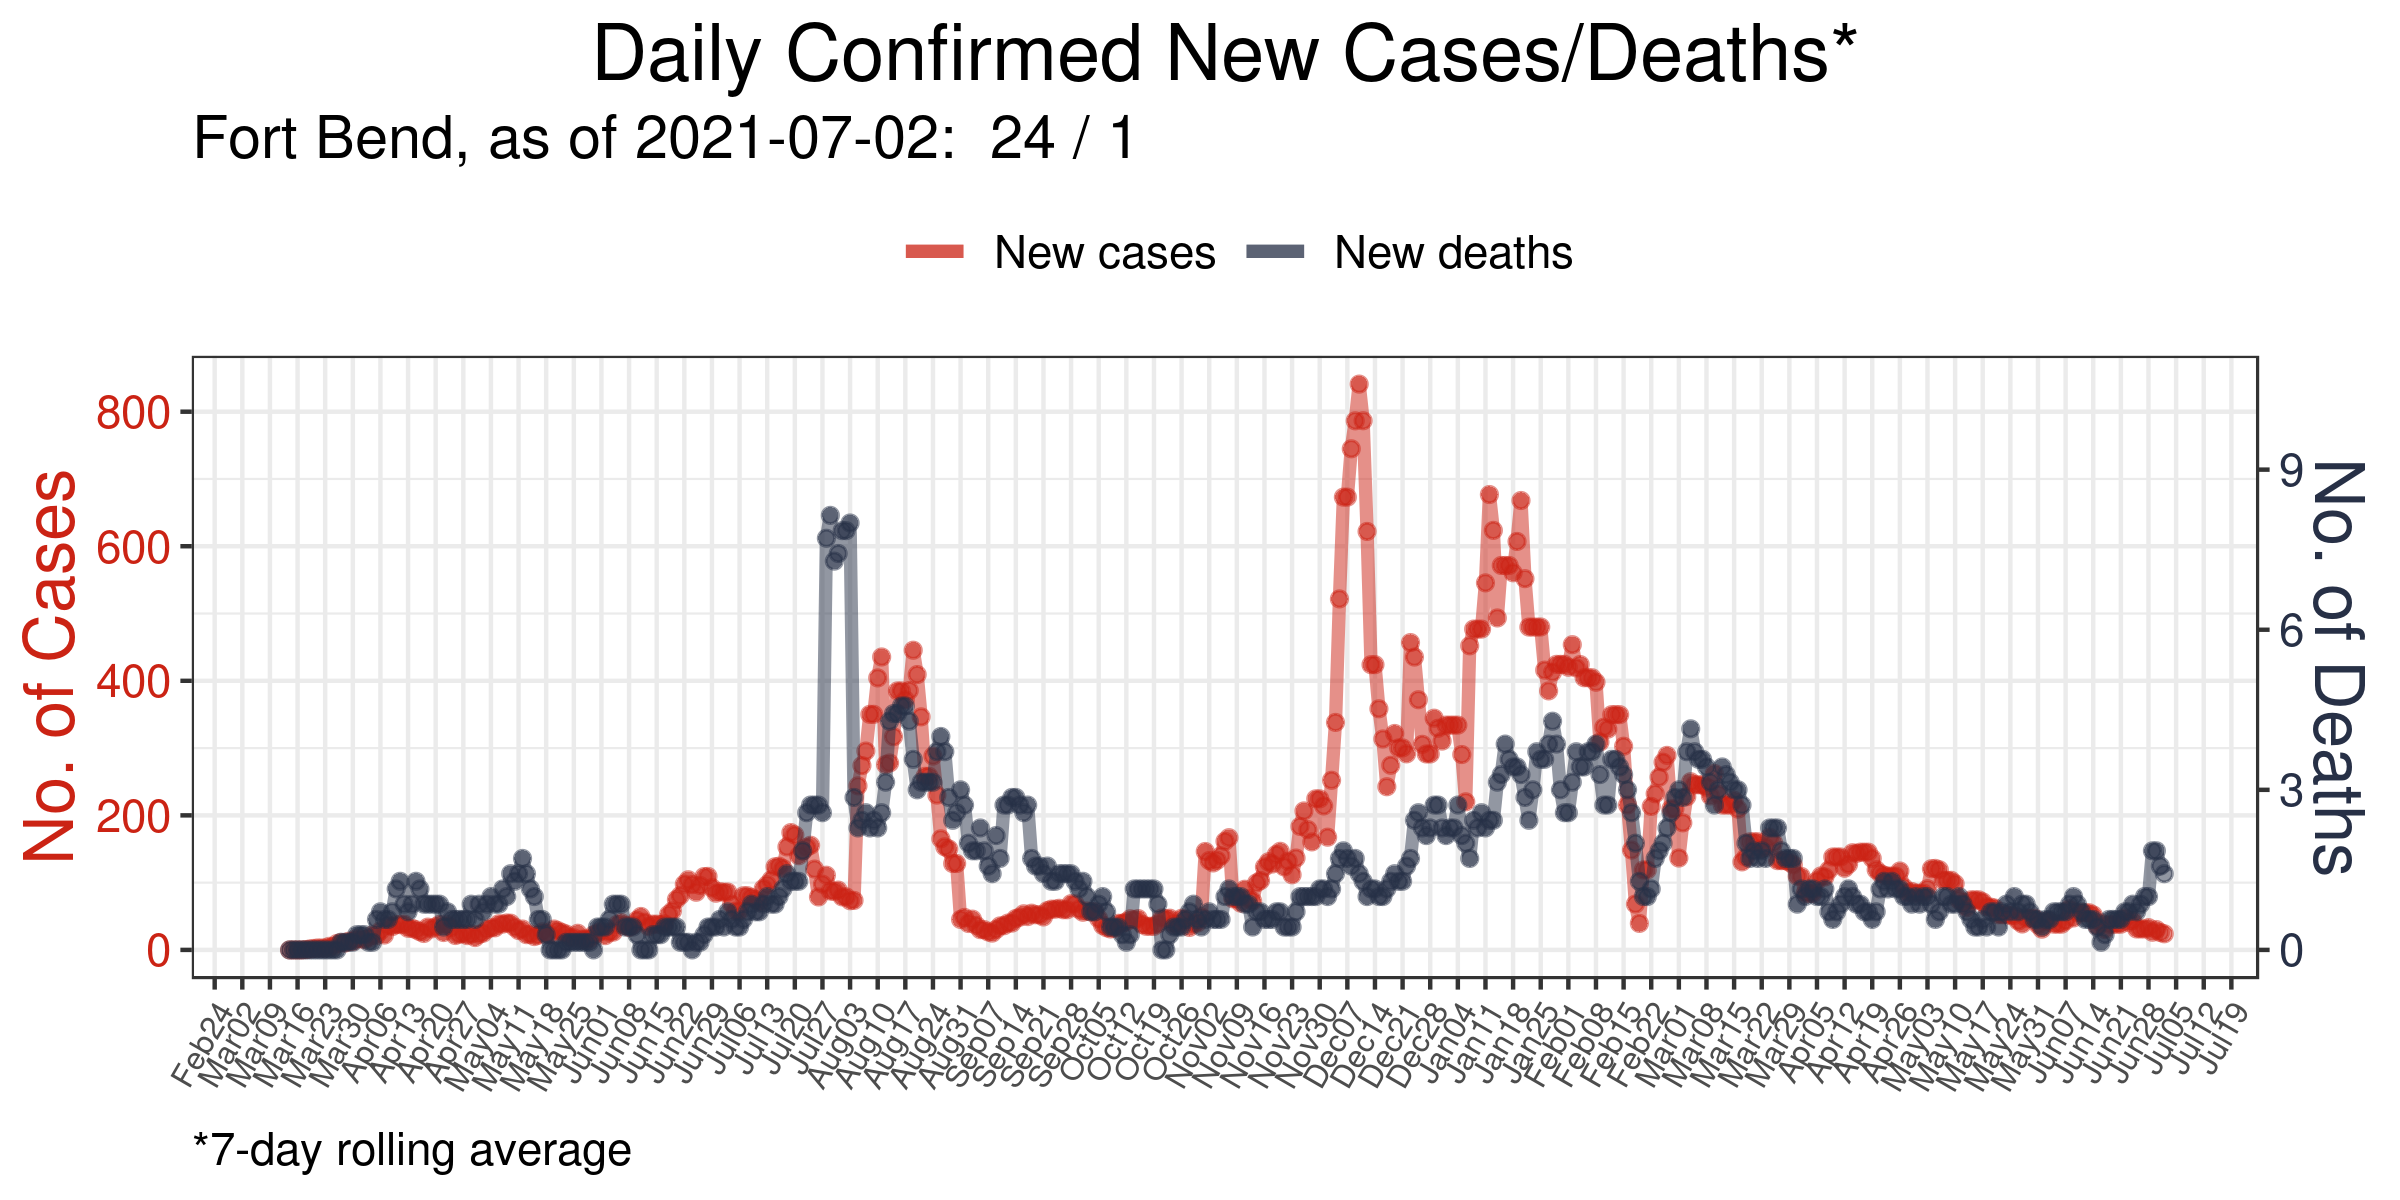 Daily Confirmed New Cases/Deaths*
Fort Bend, as of 2021-07-02:  24 / 1
New cases
New deaths
No. of Cases
800
600
400
200
0
9
6
3
0
No. of Deaths
Feb24
Mar02
Mar09
Mar16
Mar23
Mar30
Apr06
Apr13
Apr20
Apr27
May04
May11
May18
May25
Jun01
Jun08
Jun15
Jun22
Jun29
Jul06
Jul13
Jul20
Jul27
Aug03
Aug10
Aug17
Aug24
Aug31
Sep07
Sep14
Sep21
Sep28
Oct05
Oct12
Oct19
Oct26
Nov02
Nov09
Nov16
Nov23
Nov30
Dec07
Dec14
Dec21
Dec28
Jan04
Jan11
Jan18
Jan25
Feb01
Feb08
Feb15
Feb22
Mar01
Mar08
Mar15
Mar22
Mar29
Apr05
Apr12
Apr19
Apr26
May03
May10
May17
May24
May31
Jun07
Jun14
Jun21
Jun28
Jul05
Jul12
Jul19
*7-day rolling average